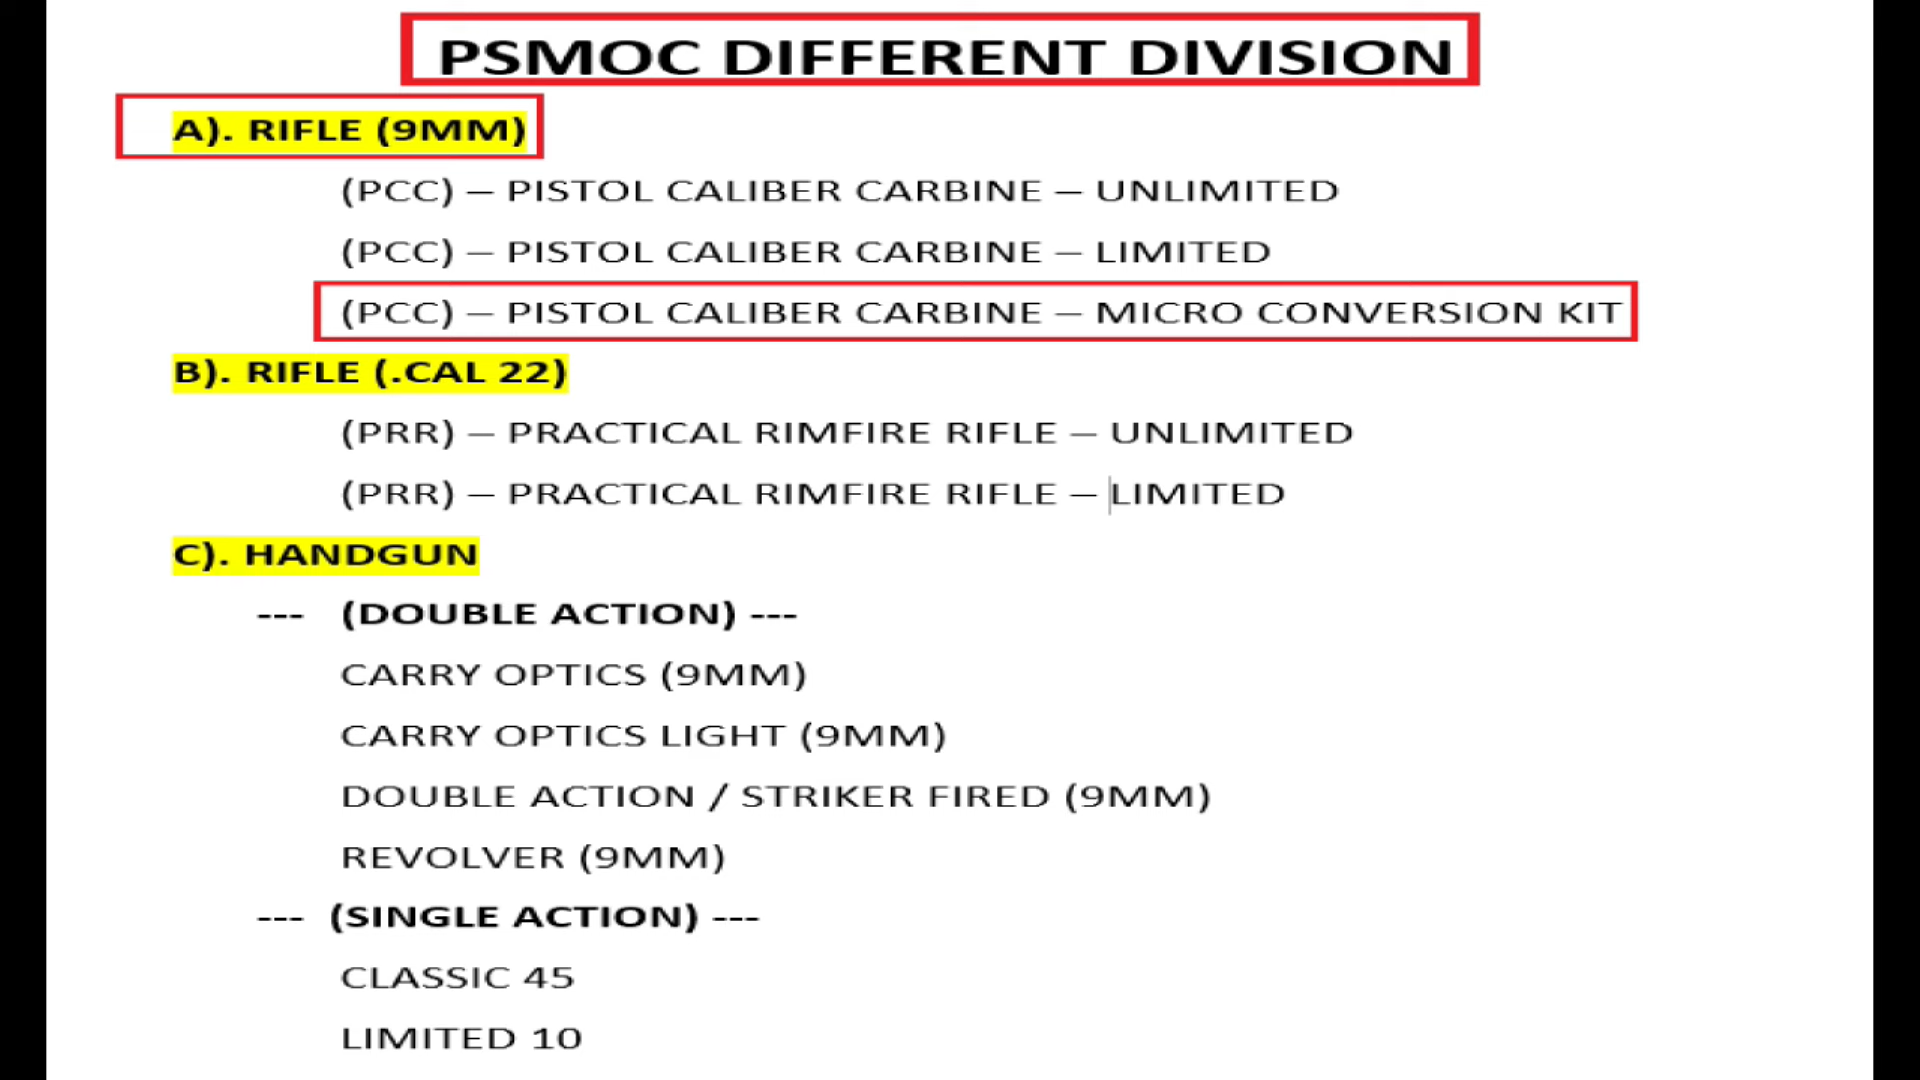 PSMOC DIFFERENT DIVISION
A). RIFLE (9MM)
(PCC) – PISTOL CALIBER CARBINE – UNLIMITED
(PCC) – PISTOL CALIBER CARBINE – LIMITED
(PCC) – PISTOL CALIBER CARBINE – MICRO CONVERSION KIT
B). RIFLE (.CAL 22)
(PRR) – PRACTICAL RIMFIRE RIFLE – UNLIMITED
(PRR) – PRACTICAL RIMFIRE RIFLE – LIMITED
C). HANDGUN
--- (DOUBLE ACTION) ---
CARRY OPTICS (9MM)
CARRY OPTICS LIGHT (9MM)
DOUBLE ACTION / STRIKER FIRED (9MM)
REVOLVER (9MM)
--- (SINGLE ACTION) ---
CLASSIC 45
LIMITED 10